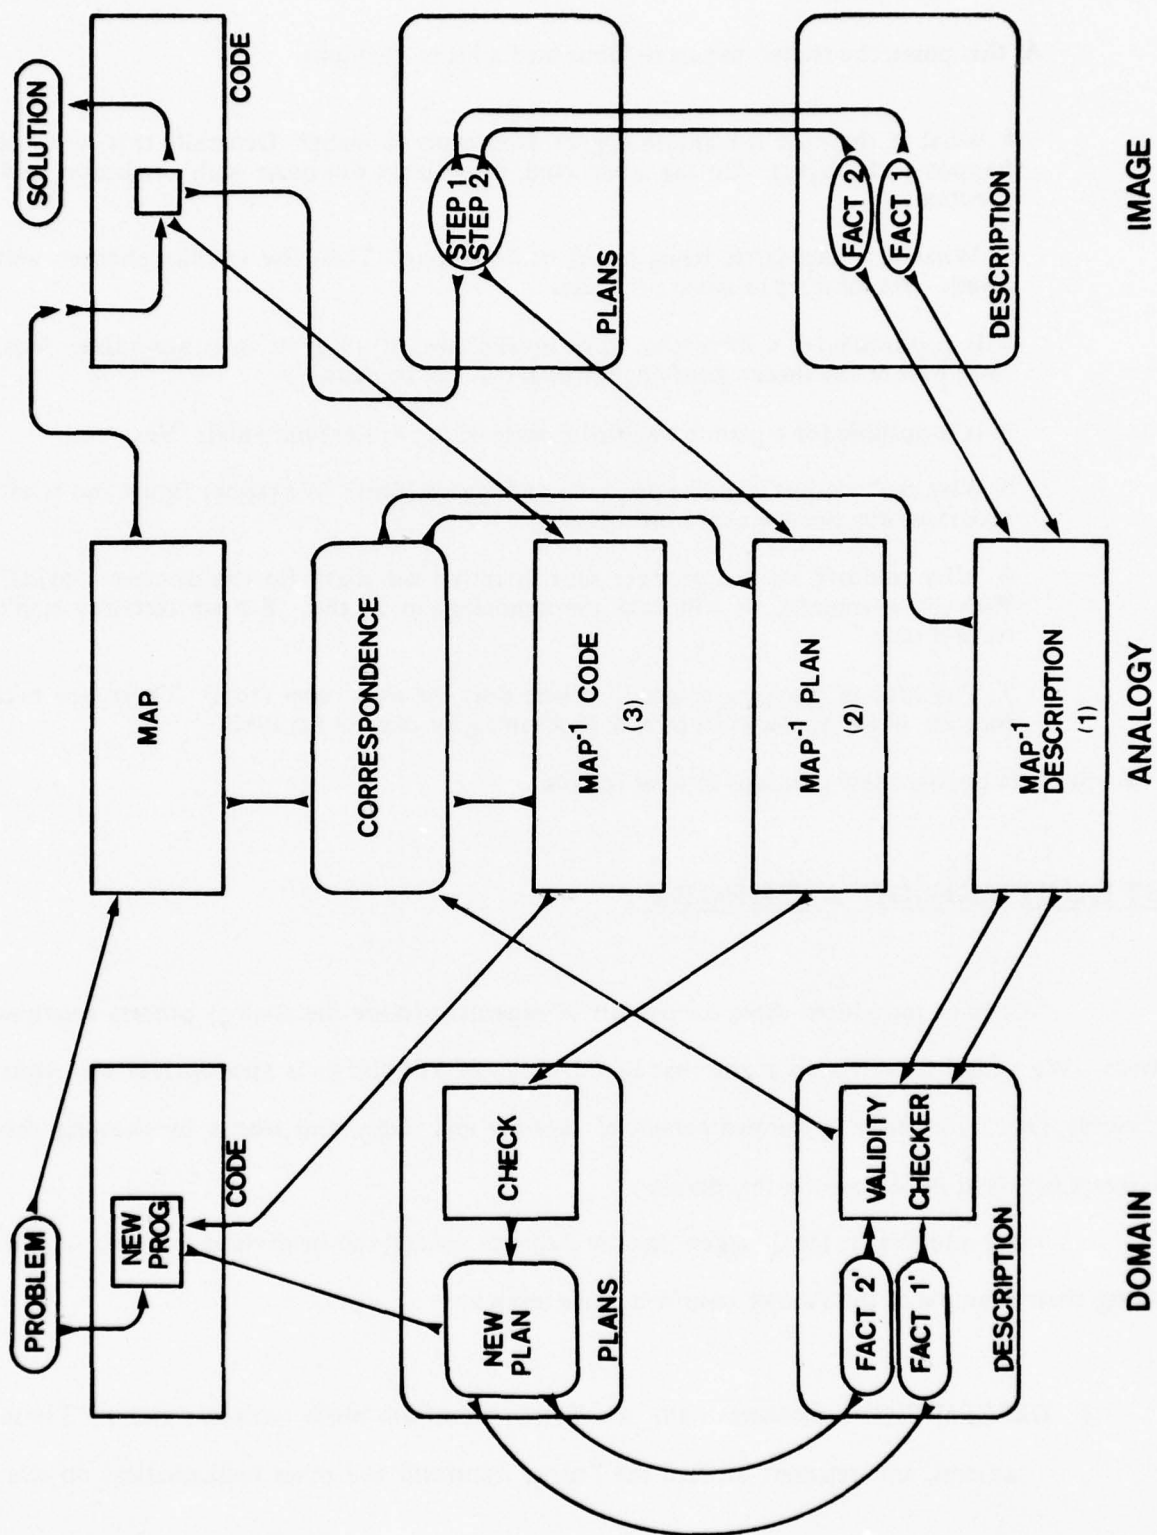 PROBLEM
NEW
PROG
CODE
MAP
SOLUTION
CODE
CORRESPONDENCE
NEW
PLAN
CHECK
PLANS
MAP⁻¹ CODE
(3)
STEP 1
STEP 2
PLANS
MAP⁻¹ PLAN
(2)
FACT 2'
FACT 1'
VALIDITY
CHECKER
DESCRIPTION
MAP⁻¹
DESCRIPTION
(1)
FACT 2
FACT 1
DESCRIPTION
DOMAIN
ANALOGY
IMAGE